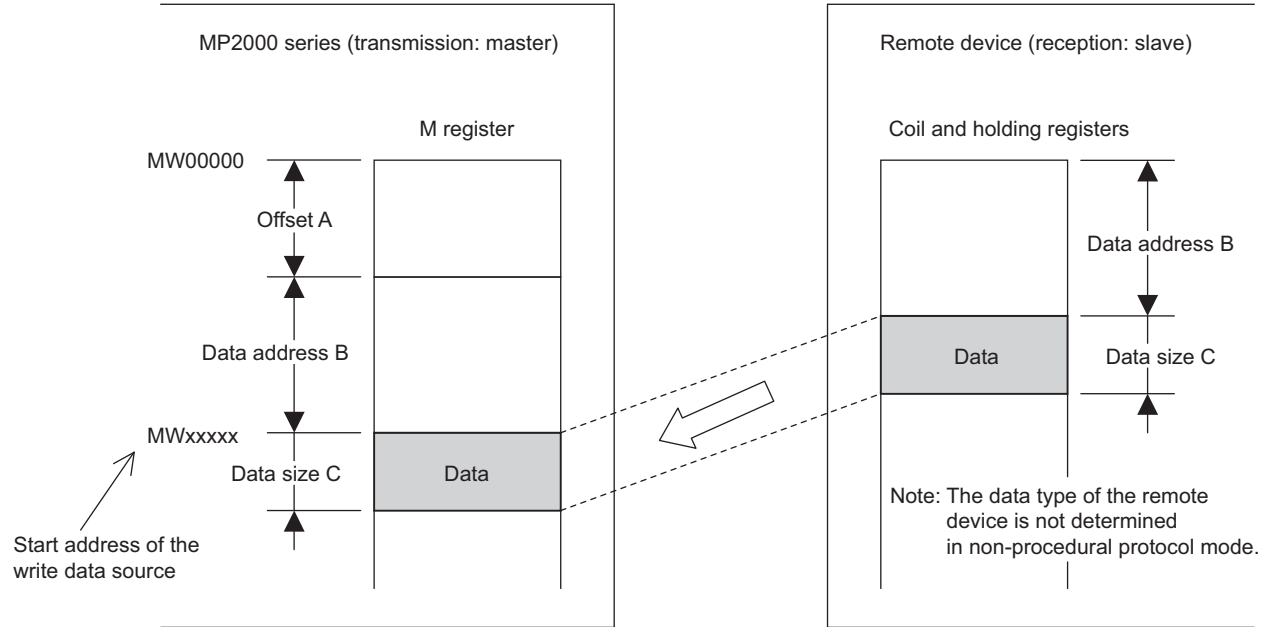 MP2000 series (transmission: master)
Remote device (reception: slave)
M register
Coil and holding registers
MW00000
Offset A
Data address B
Data address B
MWxxxxx
Data size C
Data
Data
Data size C
Start address of the
write data source
Note: The data type of the remote
device is not determined
in non-procedural protocol mode.